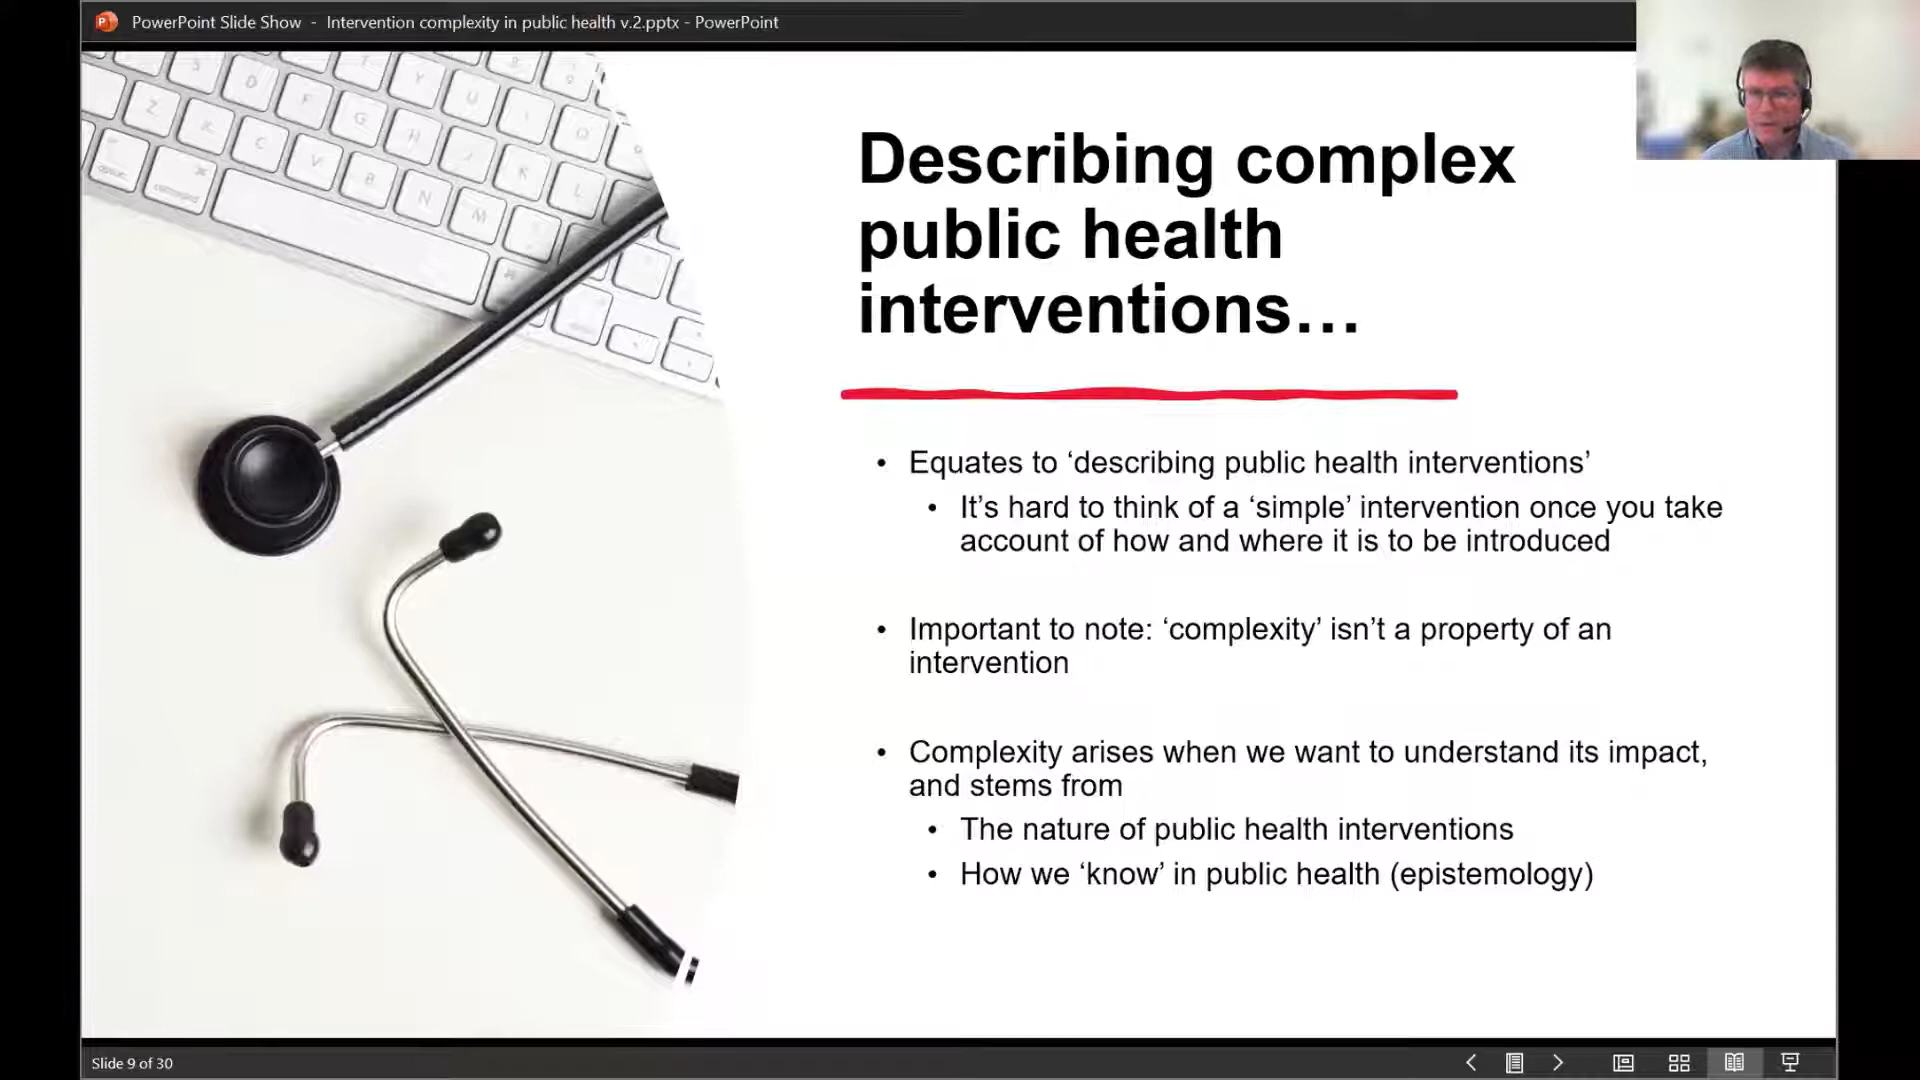 PowerPoint Slide Show - Intervention complexity in public health v.2.pptx - PowerPoint
Describing complex
public health
interventions…
• Equates to ‘describing public health interventions’
• It’s hard to think of a ‘simple’ intervention once you take
account of how and where it is to be introduced
• Important to note: ‘complexity’ isn’t a property of an
intervention
• Complexity arises when we want to understand its impact,
and stems from
• The nature of public health interventions
• How we ‘know’ in public health (epistemology)
Slide 9 of 30